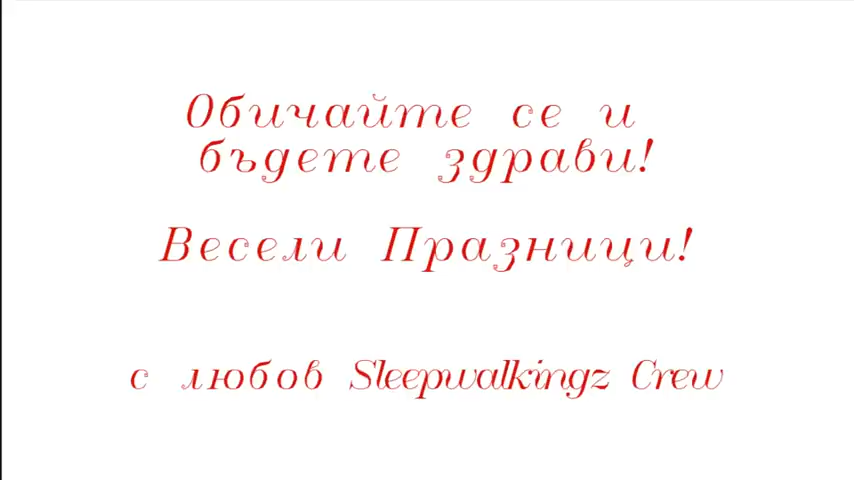 Обичайте се и
бъдете здрави!
Весели Празници!
с любов Sleepwalkingz Crew